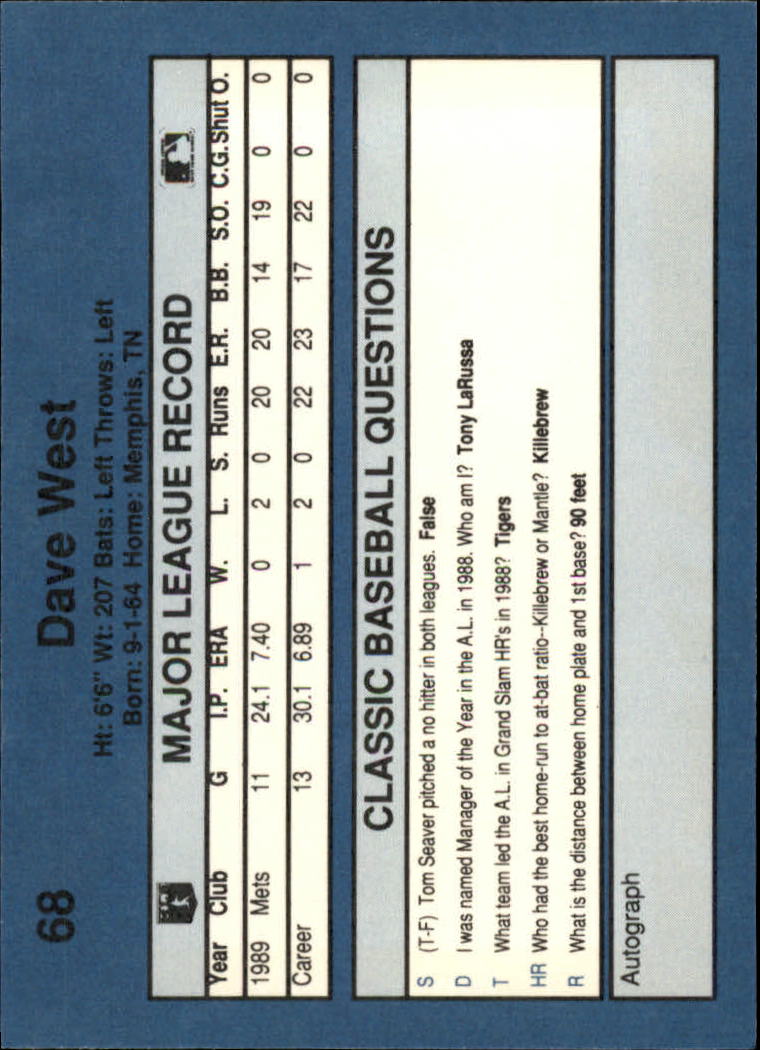 68 Dave West
Ht: 6'6" Wt: 207 Bats: Left Throws: Left
Born: 9-1-64 Home: Memphis, TN
MAJOR LEAGUE RECORD
Year Club G I.P. ERA W. L. S. Runs E.R. B.B. S.O. C.G. Shut O.
1989 Mets 11 24.1 7.40 0 2 0 20 20 14 19 0 0
Career 13 30.1 6.89 1 2 0 22 23 17 22 0 0
CLASSIC BASEBALL QUESTIONS
S (T-F) Tom Seaver pitched a no hitter in both leagues. False
D I was named Manager of the Year in the A.L. in 1988. Who am I? Tony LaRussa
T What team led the A.L. in Grand Slam HR's in 1988? Tigers
HR Who had the best home-run to at-bat ratio--Killebrew or Mantle? Killebrew
R What is the distance between home plate and 1st base? 90 feet
Autograph